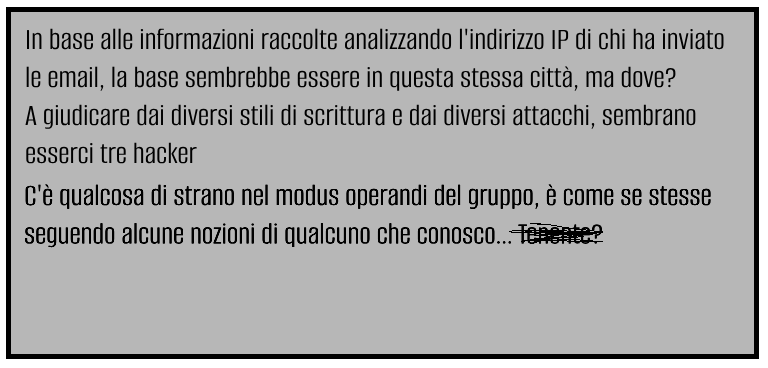 In base alle informazioni raccolte analizzando l'indirizzo IP di chi ha inviato
le email, la base sembrebbe essere in questa stessa città, ma dove?
A giudicare dai diversi stili di scrittura e dai diversi attacchi, sembrano
esserci tre hacker
C'è qualcosa di strano nel modus operandi del gruppo, è come se stesse
seguendo alcune nozioni di qualcuno che conosco... Tenente?